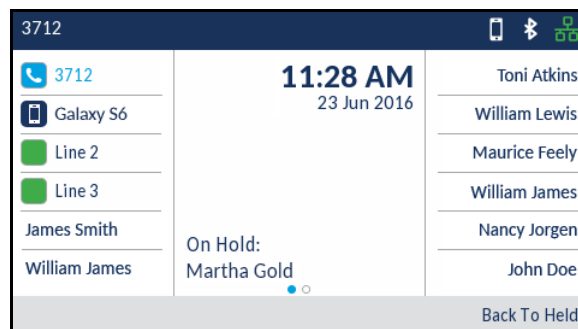 3712
3712
Galaxy S6
Line 2
Line 3
James Smith
William James
11:28 AM
23 Jun 2016
On Hold:
Martha Gold
Toni Atkins
William Lewis
Maurice Feely
William James
Nancy Jorgen
John Doe
Back To Held